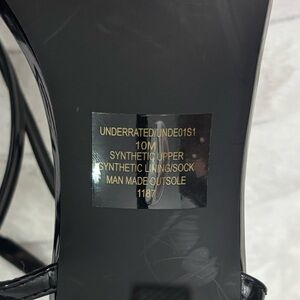 UNDERRATED/UNDE01S1
10M
SYNTHETIC UPPER
SYNTHETIC LINING/SOCK
MAN MADE OUTSOLE
1187